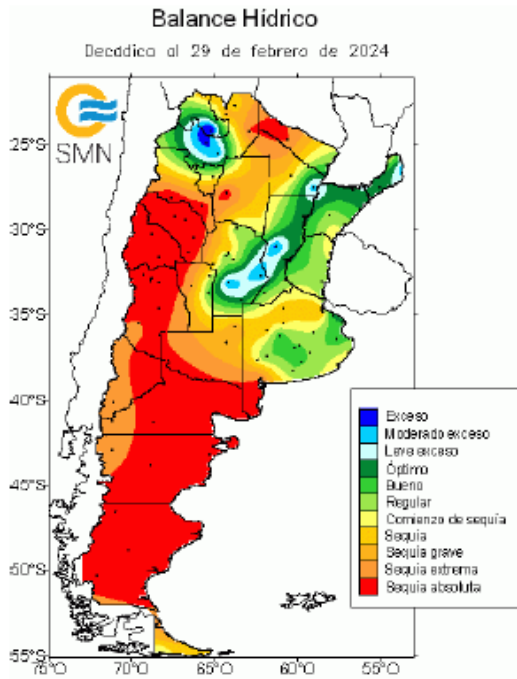 Balance Hídrico
Decádico al 29 de febrero de 2024
SMN
25°S
30°S
35°S
40°S
45°S
50°S
55°S
75°O
70°O
65°O
60°O
55°O
Exceso
Moderado exceso
Leve exceso
Óptimo
Bueno
Regular
Comienzo de sequía
Sequía
Sequía grave
Sequía extrema
Sequía absoluta